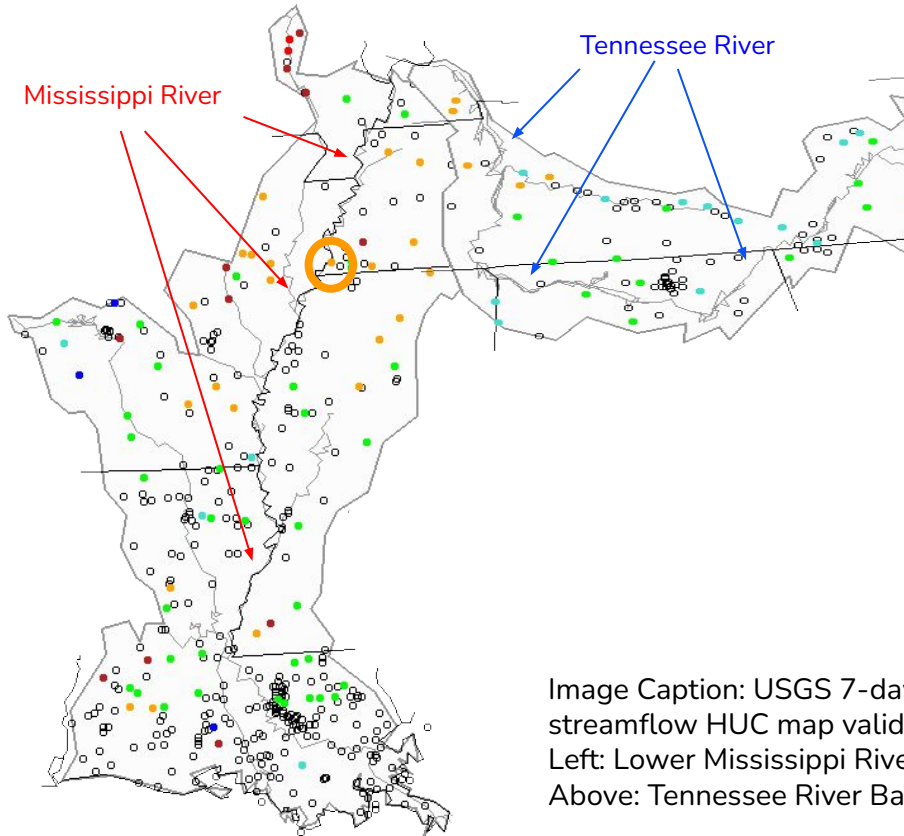 Tennessee River
Mississippi River
Image Caption: USGS 7-da
streamflow HUC map valid
Left: Lower Mississippi Rive
Above: Tennessee River Ba